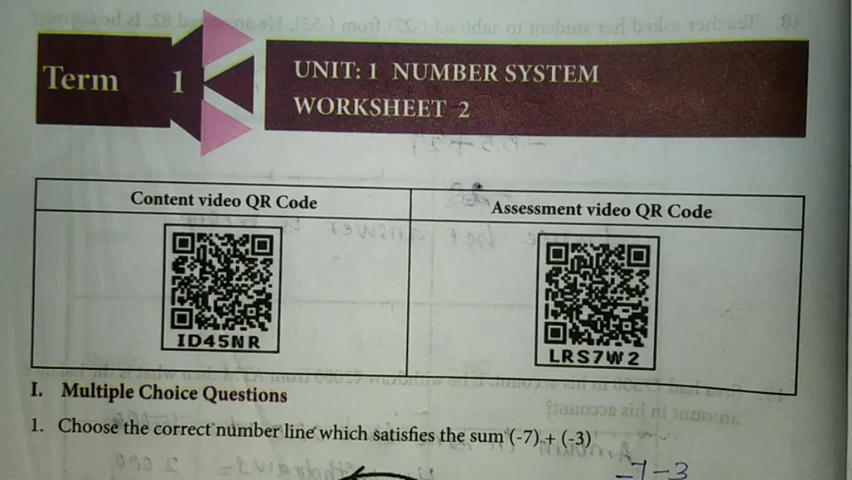 Term 1
UNIT: 1 NUMBER SYSTEM
WORKSHEET 2
Content video QR Code
Assessment video QR Code
ID45NR
LRS7W2
I. Multiple Choice Questions
1. Choose the correct number line which satisfies the sum (-7) + (-3)
-7-3